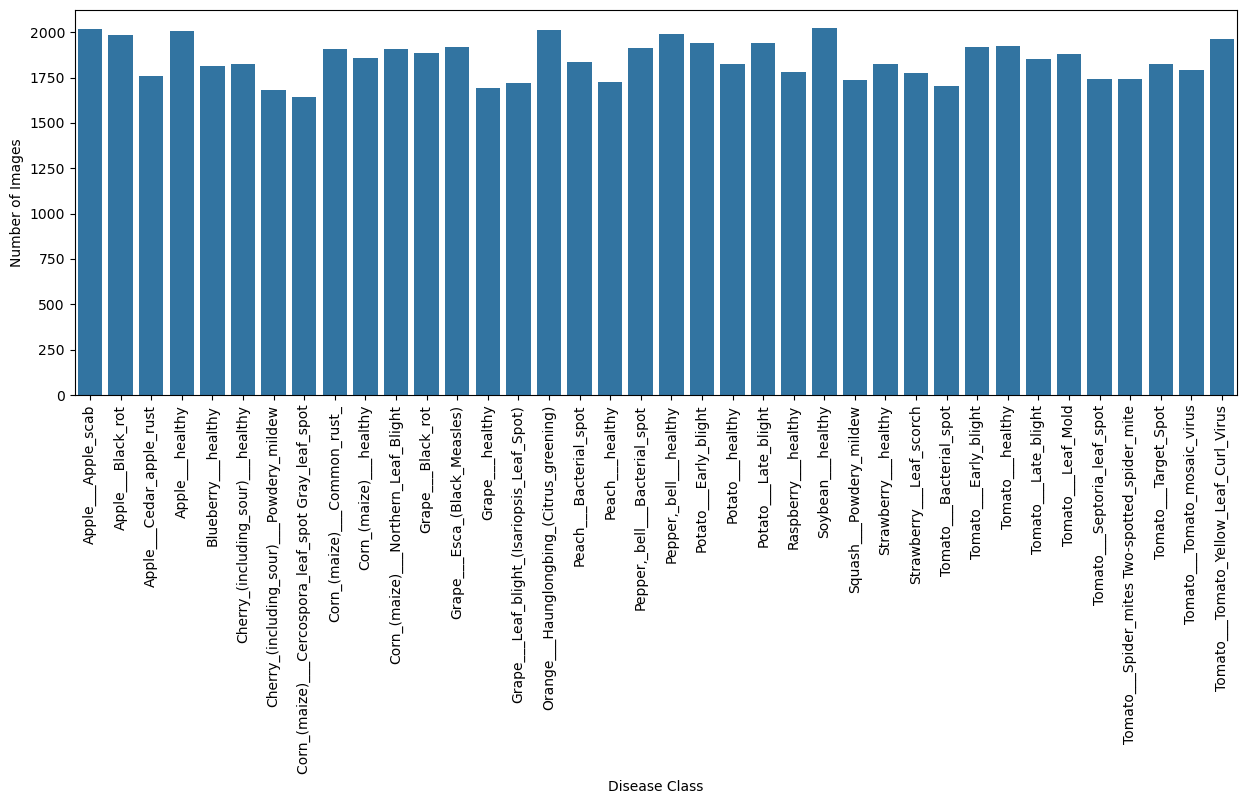 Number of Images
2000
1750
1500
1250
1000
750
500
250
0
Apple___Apple_scab
Apple___Black_rot
Apple___Cedar_apple_rust
Apple___healthy
Blueberry___healthy
Cherry_(including_sour)___healthy
Cherry_(including_sour)___Powdery_mildew
Corn_(maize)___Cercospora_leaf_spot Gray_leaf_spot
Corn_(maize)___Common_rust_
Corn_(maize)___healthy
Corn_(maize)___Northern_Leaf_Blight
Grape___Black_rot
Grape___Esca_(Black_Measles)
Grape___healthy
Grape___Leaf_blight_(Isariopsis_Leaf_Spot)
Orange___Haunglongbing_(Citrus_greening)
Peach___Bacterial_spot
Peach___healthy
Pepper,_bell___Bacterial_spot
Pepper,_bell___healthy
Potato___Early_blight
Potato___healthy
Potato___Late_blight
Raspberry___healthy
Soybean___healthy
Squash___Powdery_mildew
Strawberry___healthy
Strawberry___Leaf_scorch
Tomato___Bacterial_spot
Tomato___Early_blight
Tomato___healthy
Tomato___Late_blight
Tomato___Leaf_Mold
Tomato___Septoria_leaf_spot
Tomato___Spider_mites Two-spotted_spider_mite
Tomato___Target_Spot
Tomato___Tomato_mosaic_virus
Tomato___Tomato_Yellow_Leaf_Curl_Virus
Disease Class